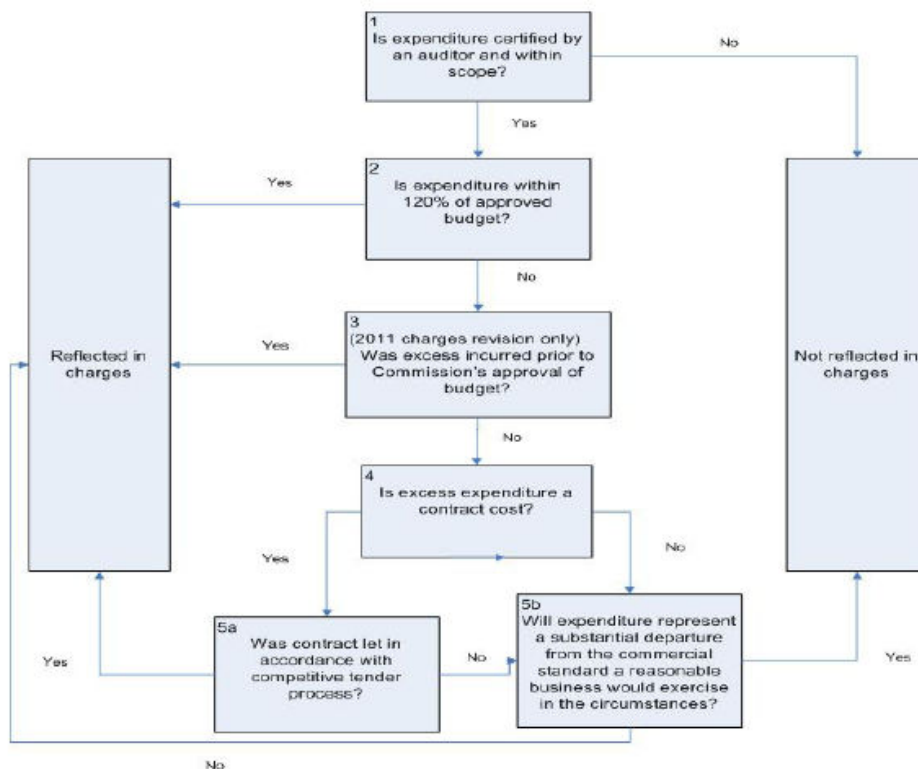 1
Is expenditure certified by
an auditor and within
scope?
No
Yes
2
Is expenditure within
120% of approved
budget?
Yes
No
3
(2011 charges revision only)
Was excess incurred prior to
Commission's approval of
budget?
Yes
No
Reflected in
charges
Not reflected in
charges
4
Is excess expenditure a
contract cost?
Yes
No
5a
Was contract let in
accordance with
competitive tender
process?
Yes
No
5b
Will expenditure represent
a substantial departure
from the commercial
standard a reasonable
business would exercise
in the circumstances?
Yes
No